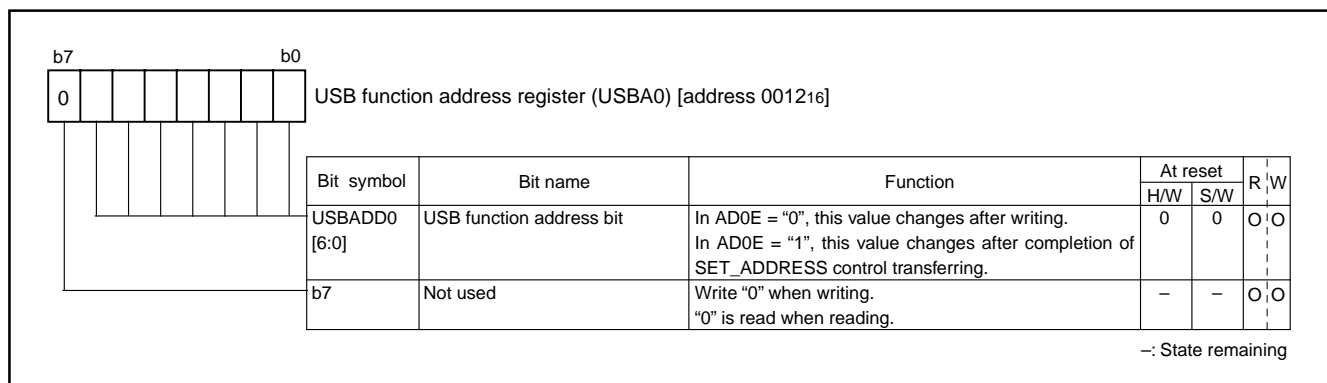 b7 b0
0 USB function address register (USBA0) [address 001216]
Bit symbol Bit name Function At reset R W
H/W S/W
USBADD0 USB function address bit In AD0E = “0”, this value changes after writing. 0 0 O O
[6:0] In AD0E = “1”, this value changes after completion of
SET_ADDRESS control transferring.
b7 Not used Write “0” when writing. – – O O
“0” is read when reading.
–: State remaining